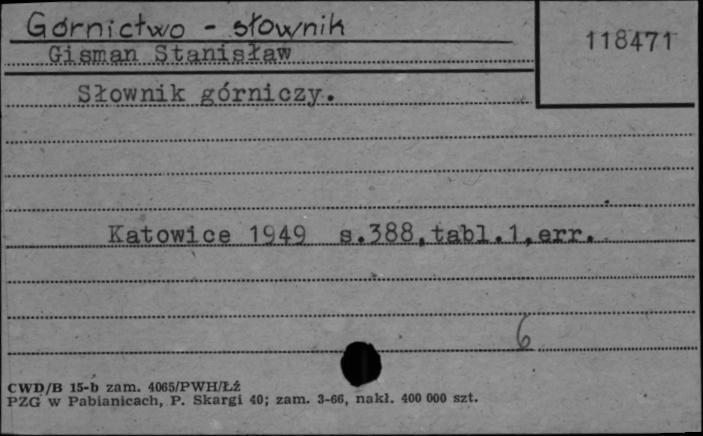 Górnictwo - słownik
118471
Gisman Stanisław
Słownik górniczy.
Katowice 1949 s.388,tabl.1,err.
6
CWD/B 15-b zam. 4065/PWH/Łź
PZG w Pabianicach, P. Skargi 40; zam. 3-66, nakł. 400 000 szt.